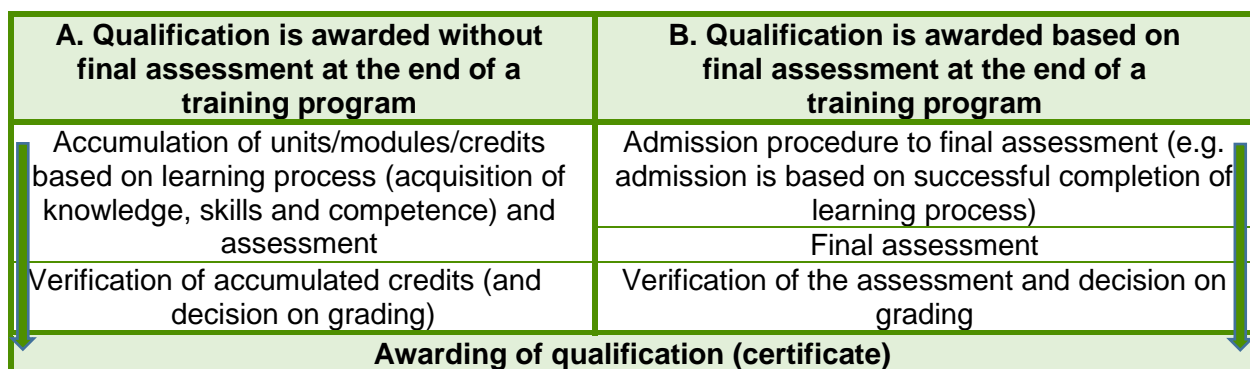 A. Qualification is awarded without
final assessment at the end of a
training program
B. Qualification is awarded based on
final assessment at the end of a
training program
Accumulation of units/modules/credits
based on learning process (acquisition of
knowledge, skills and competence) and
assessment
Admission procedure to final assessment (e.g.
admission is based on successful completion of
learning process)
Final assessment
Verification of accumulated credits (and
decision on grading)
Verification of the assessment and decision on
grading
Awarding of qualification (certificate)